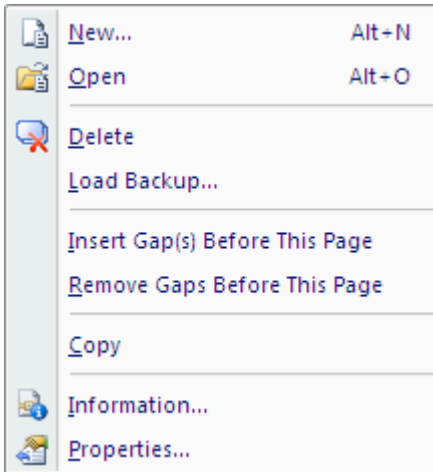 New... Alt+N
Open Alt+O
Delete
Load Backup...
Insert Gap(s) Before This Page
Remove Gaps Before This Page
Copy
Information...
Properties...